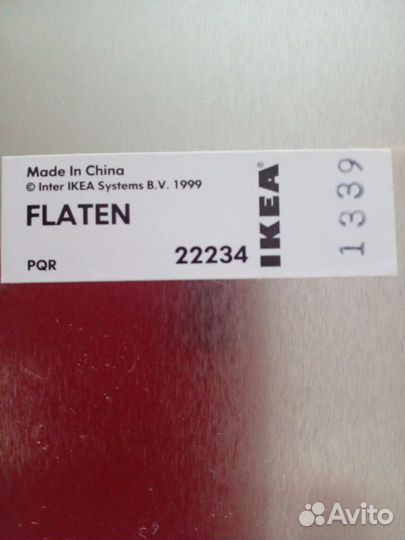 Made In China
© Inter IKEA Systems B.V. 1999
FLATEN
PQR
22234
IKEA®
1339
Avito